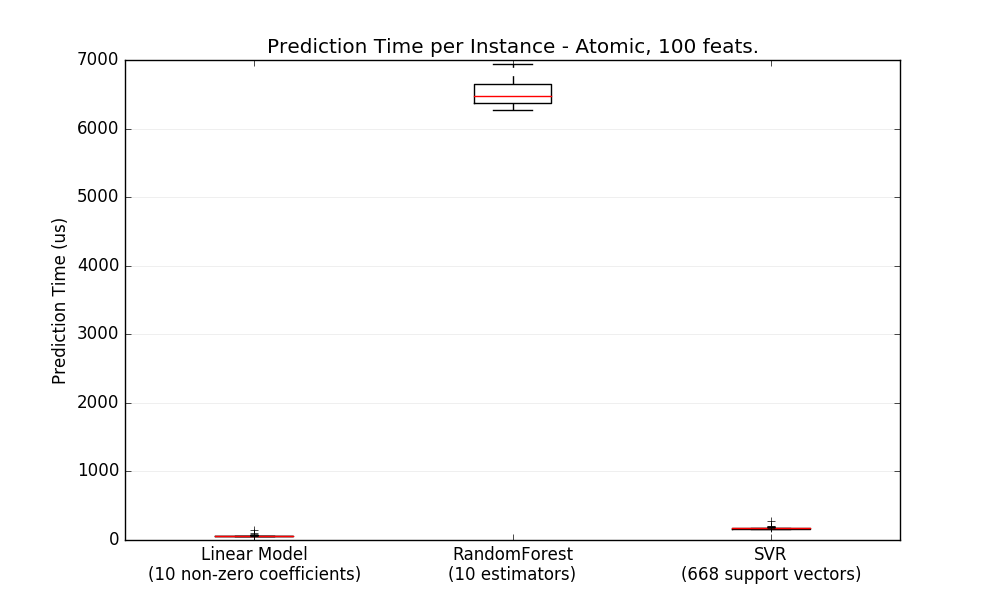 Prediction Time per Instance - Atomic, 100 feats.
7000
6000
5000
4000
3000
2000
1000
0
Prediction Time (us)
Linear Model
(10 non-zero coefficients)
RandomForest
(10 estimators)
SVR
(668 support vectors)